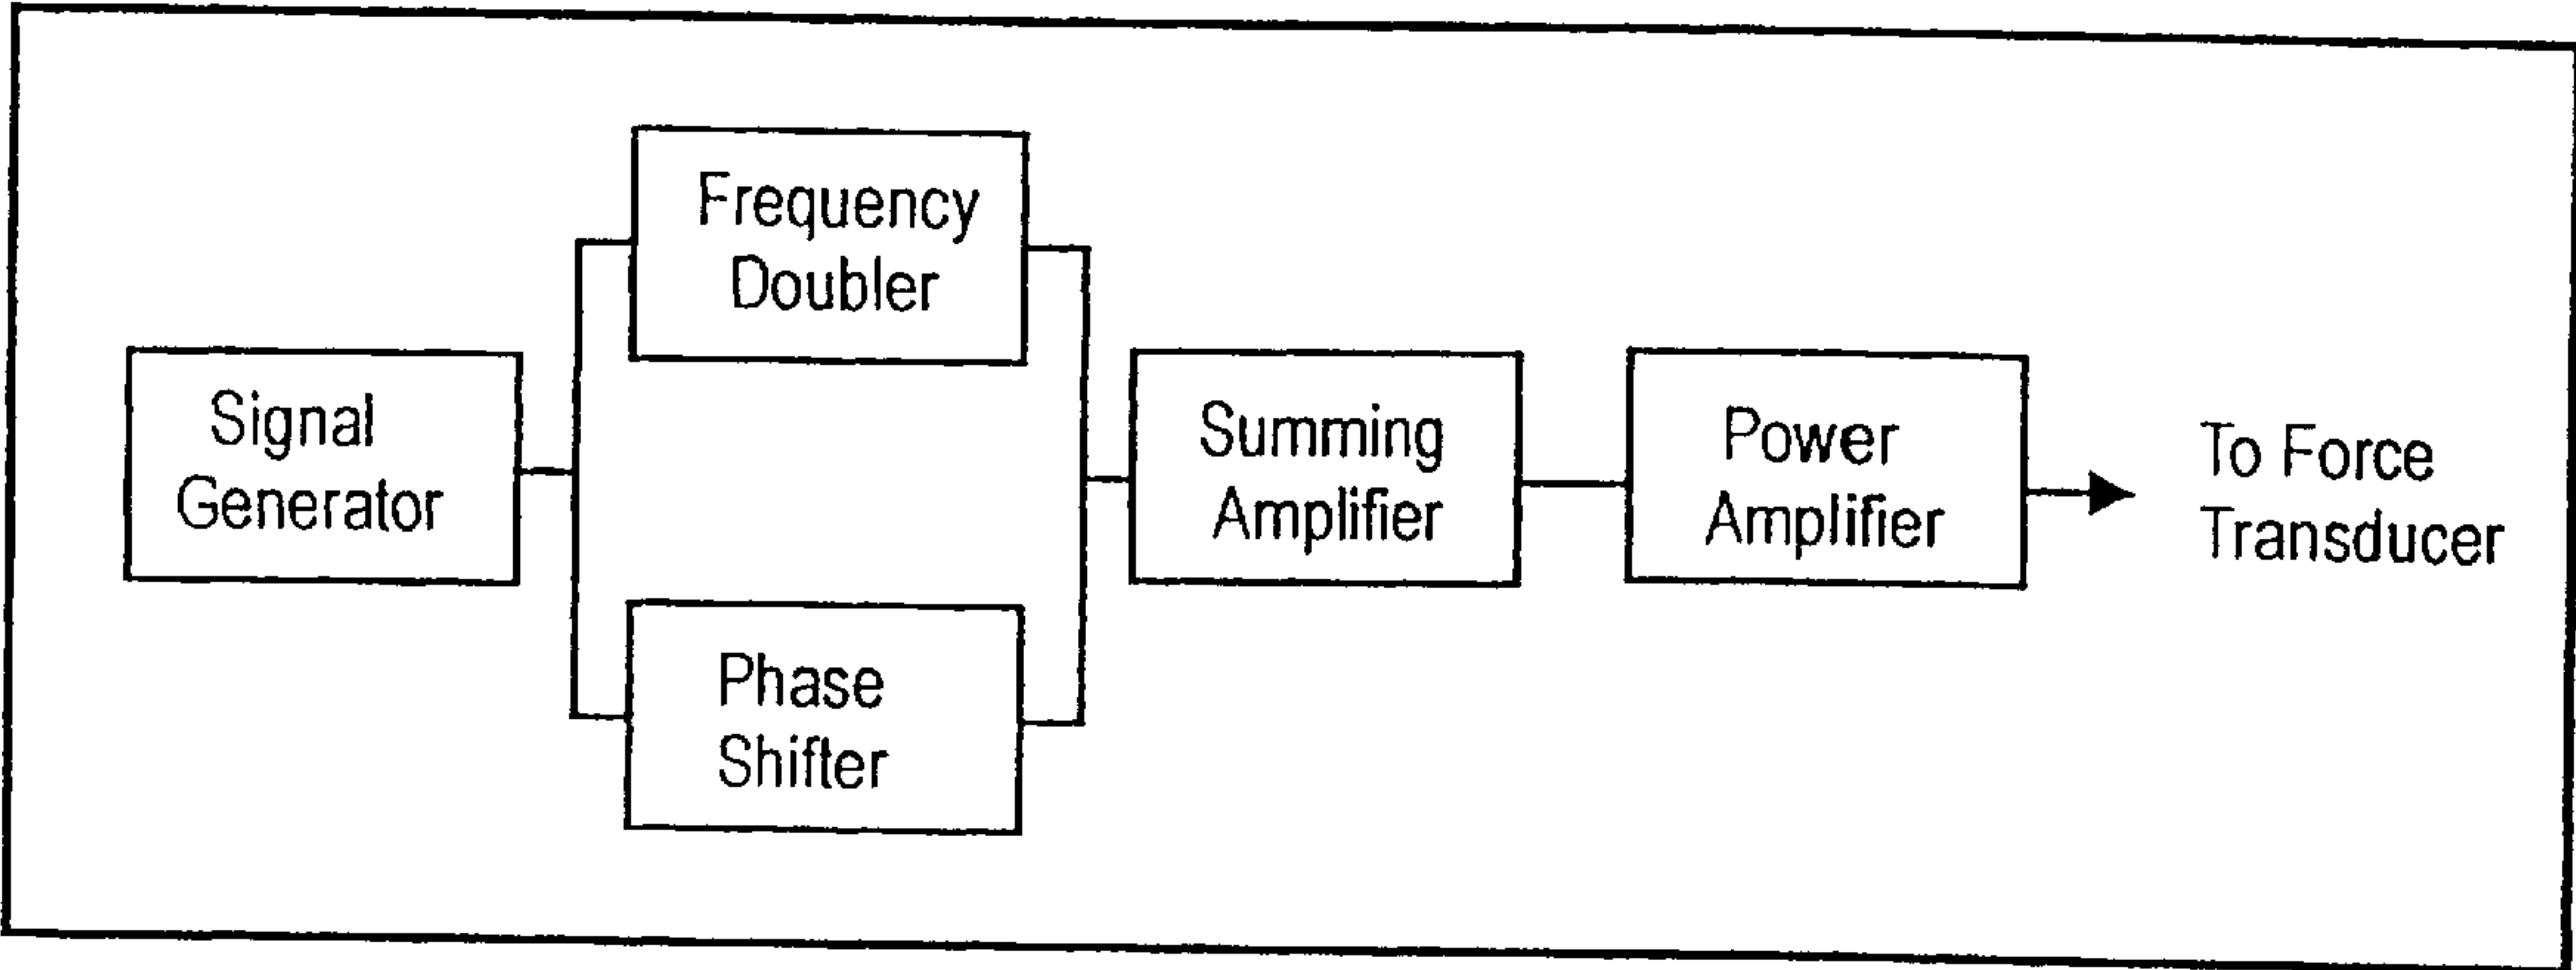 Signal
Generator
Frequency
Doubler
Phase
Shifter
Summing
Amplifier
Power
Amplifier
To Force
Transducer